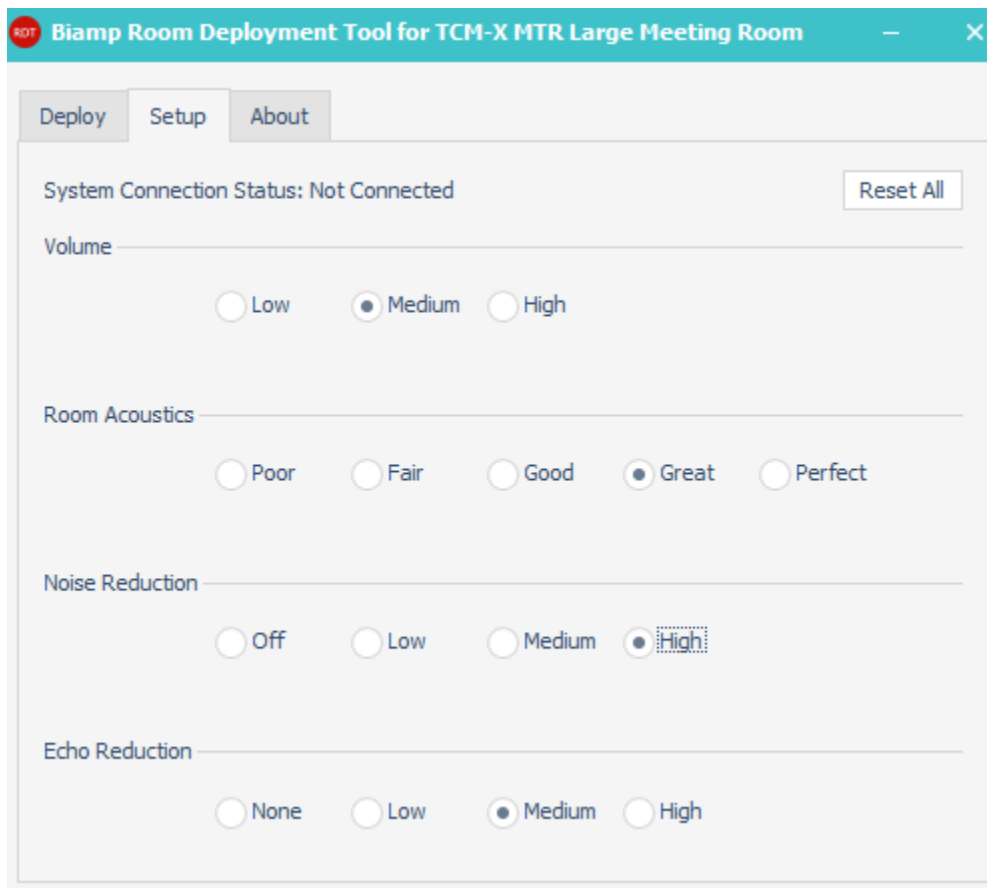 RDT Biamp Room Deployment Tool for TCM-X MTR Large Meeting Room
Deploy Setup About
System Connection Status: Not Connected Reset All
Volume
Low Medium High
Room Acoustics
Poor Fair Good Great Perfect
Noise Reduction
Off Low Medium High
Echo Reduction
None Low Medium High